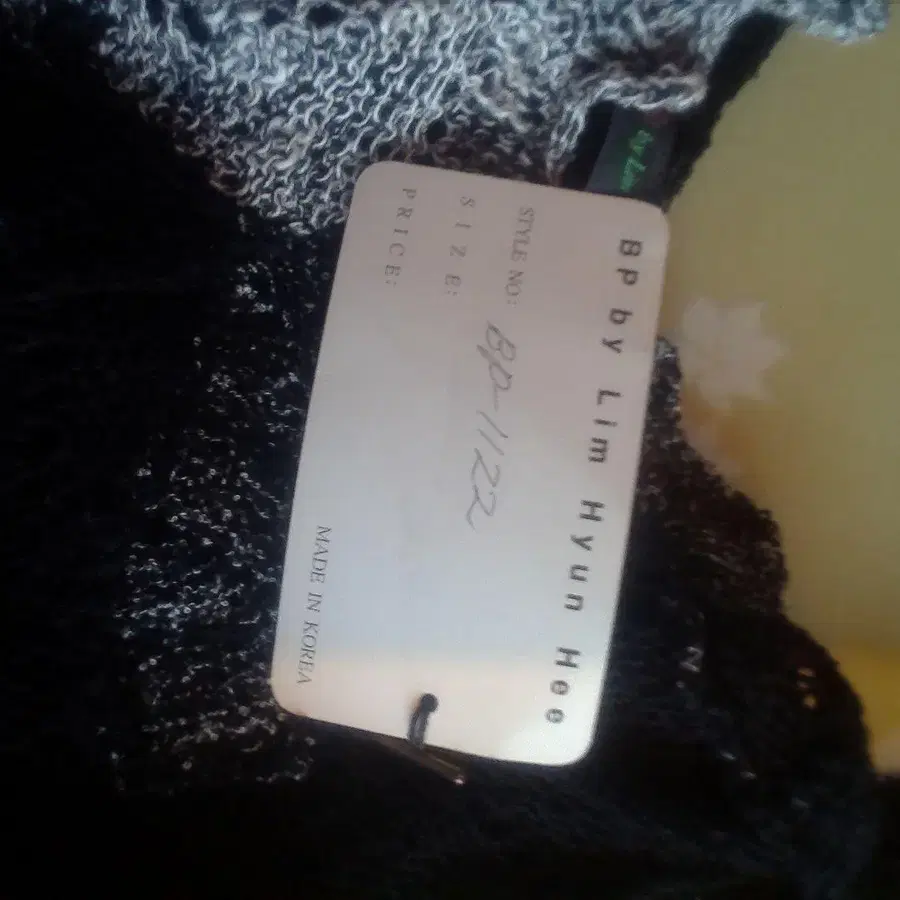 BP by Lim Hyun Hee
STYLE NO: BP-1122
SIZE:
PRICE:
MADE IN KOREA